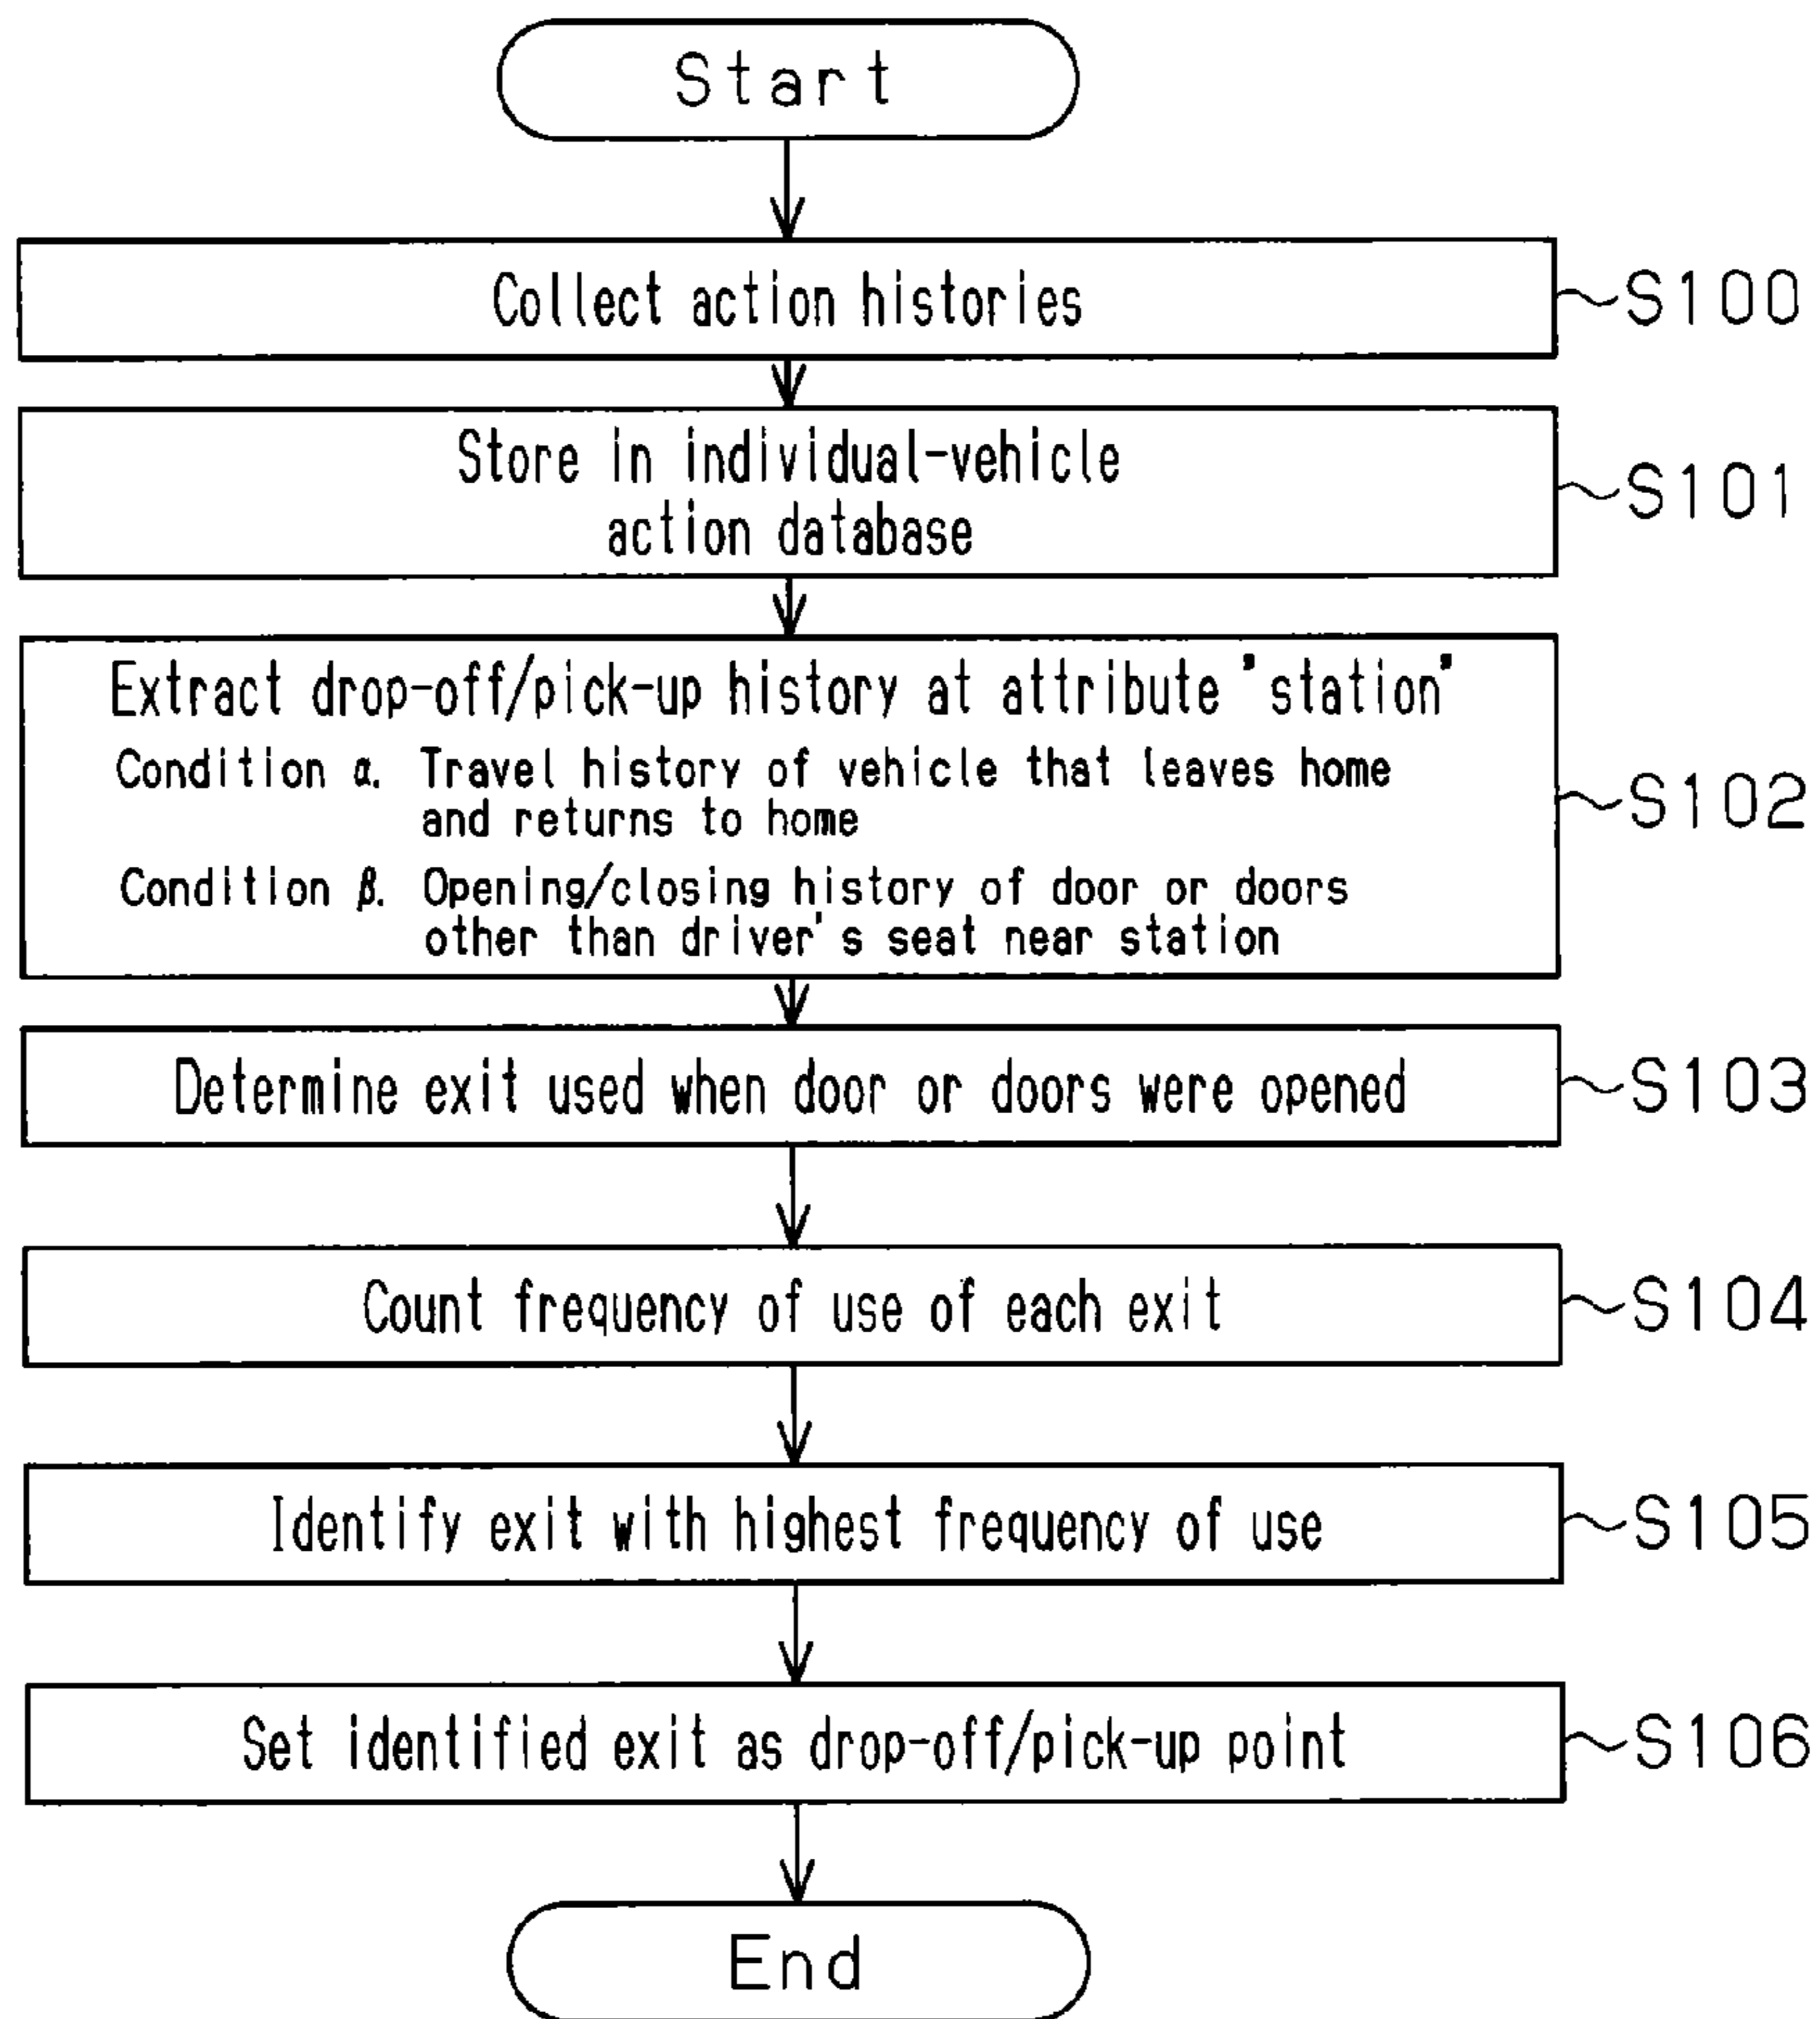 Start
Collect action histories
S100
Store in individual-vehicle
action database
S101
Extract drop-off/pick-up history at attribute "station"
Condition α. Travel history of vehicle that leaves home
and returns to home
Condition β. Opening/closing history of door or doors
other than driver's seat near station
S102
Determine exit used when door or doors were opened
S103
Count frequency of use of each exit
S104
Identify exit with highest frequency of use
S105
Set identified exit as drop-off/pick-up point
S106
End